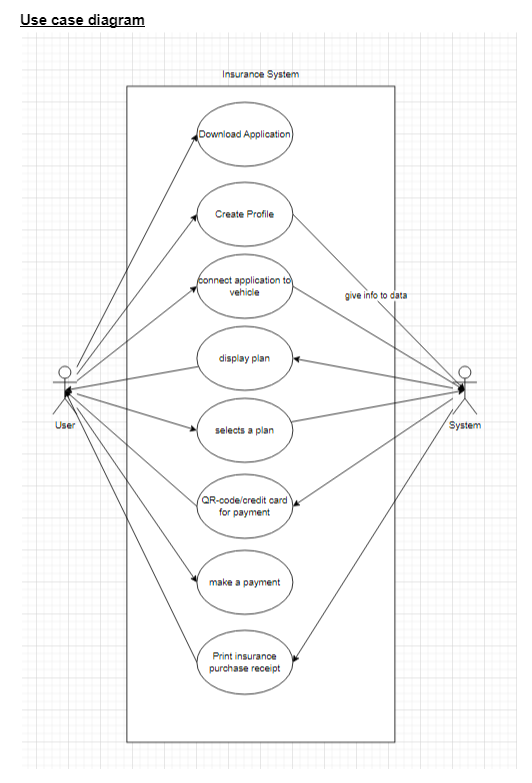 Use case diagram
Insurance System
Download Application
Create Profile
connect application to
vehicle
give info to data
display plan
User
System
selects a plan
QR-code/credit card
for payment
make a payment
Print insurance
purchase receipt